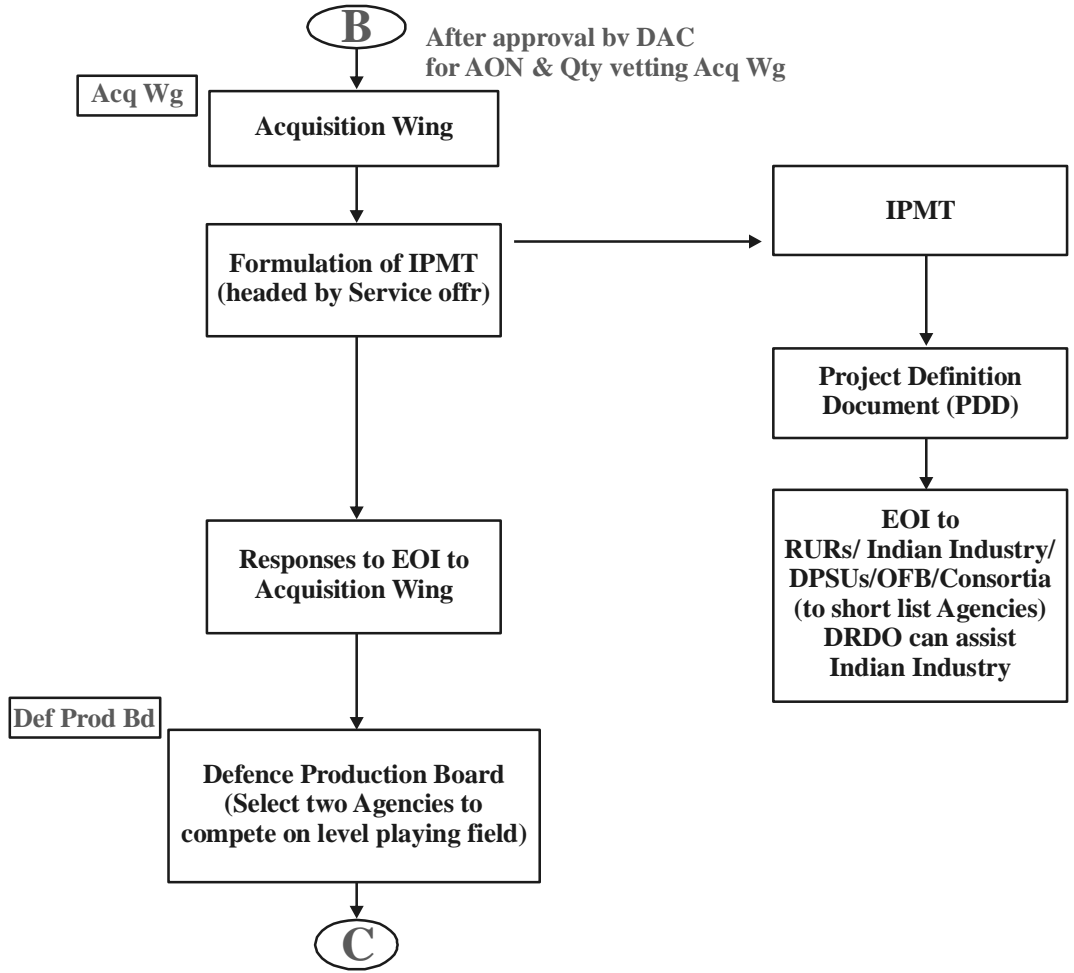 B
After approval bv DAC
for AON & Qty vetting Acq Wg
Acq Wg
Acquisition Wing
Formulation of IPMT
(headed by Service offr)
IPMT
Project Definition
Document (PDD)
EOI to
RURs/ Indian Industry/
DPSUs/OFB/Consortia
(to short list Agencies)
DRDO can assist
Indian Industry
Responses to EOI to
Acquisition Wing
Def Prod Bd
Defence Production Board
(Select two Agencies to
compete on level playing field)
C